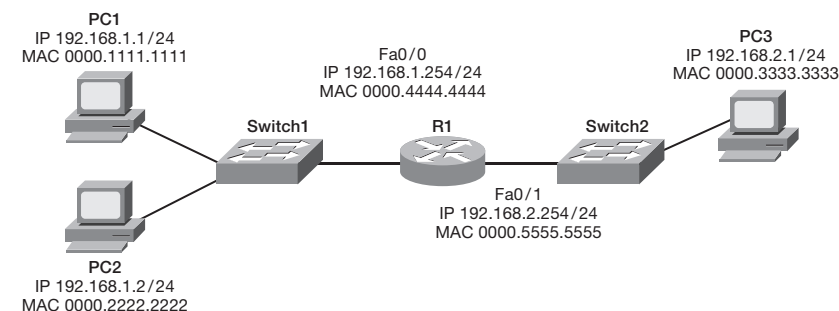 PC1
IP 192.168.1.1/24
MAC 0000.1111.1111
Fa0/0
IP 192.168.1.254/24
MAC 0000.4444.4444
PC3
IP 192.168.2.1/24
MAC 0000.3333.3333
Switch1
R1
Switch2
Fa0/1
IP 192.168.2.254/24
MAC 0000.5555.5555
PC2
IP 192.168.1.2/24
MAC 0000.2222.2222